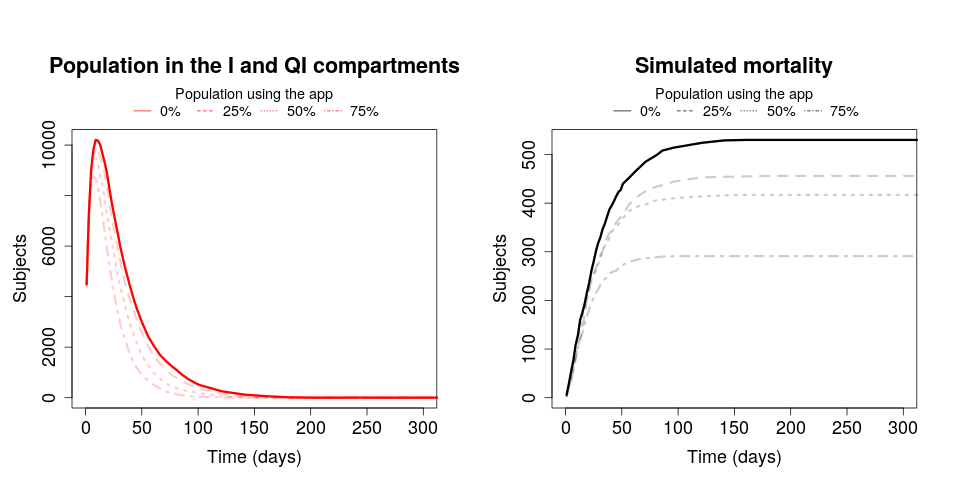 Population in the I and QI compartments
Population using the app
0% 25% 50% 75%
Subjects
10000
6000
2000
0
0 50 100 150 200 250 300
Time (days)
Simulated mortality
Population using the app
0% 25% 50% 75%
Subjects
500
400
300
200
100
0
0 50 100 150 200 250 300
Time (days)